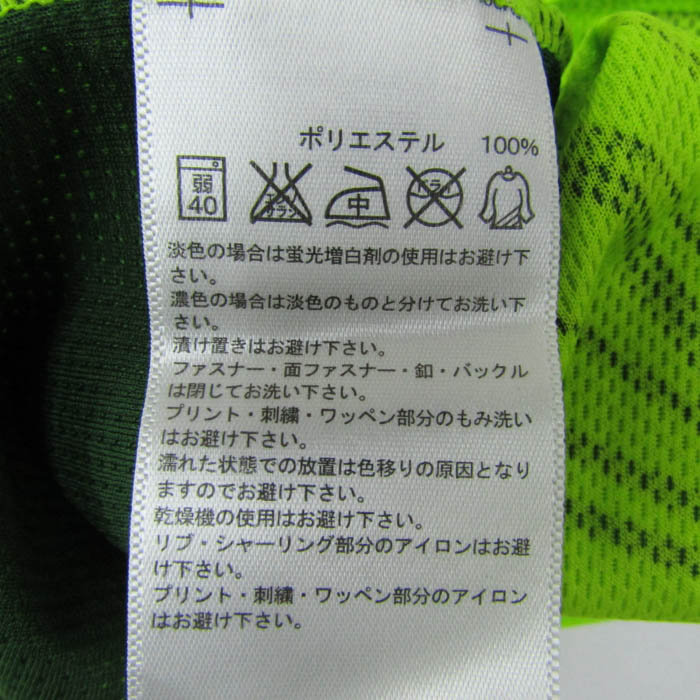 ポリエステル 100%
弱
40
エンソ
サラシ
中
ドライ
淡色の場合は蛍光増白剤の使用はお避け下
さい。
濃色の場合は淡色のものと分けてお洗い下
さい。
漬け置きはお避け下さい。
ファスナー・面ファスナー・釦・バックル
は閉じてお洗い下さい。
プリント・刺繍・ワッペン部分のもみ洗い
はお避け下さい。
濡れた状態での放置は色移りの原因となり
ますのでお避け下さい。
乾燥機の使用はお避け下さい。
リブ・シャーリング部分のアイロンはお避
け下さい。
プリント・刺繍・ワッペン部分のアイロン
はお避け下さい。